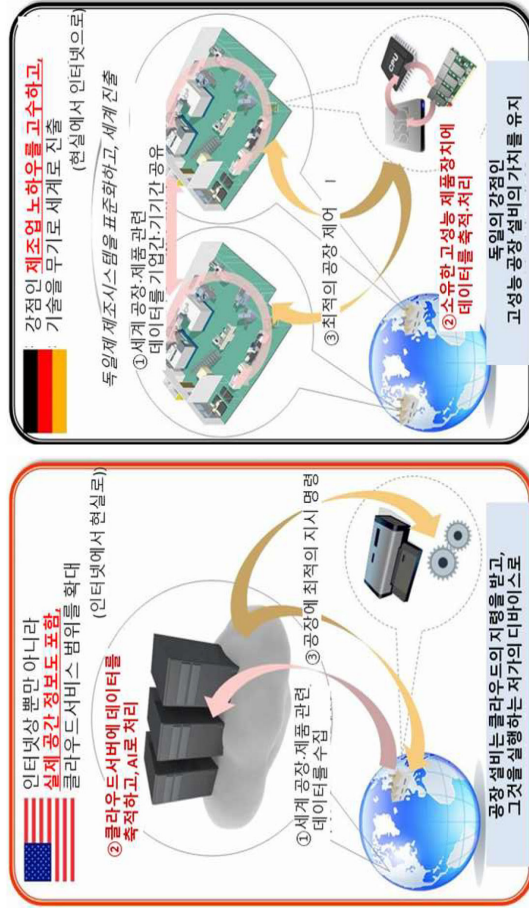 인터넷상 뿐만 아니라
실제 공간 정보도 포함,
클라우드서비스 범위를 확대
(인터넷에서 현실로))
②클라우드서버에 데이터를
축적하고, AI로 처리
①세계 공장·제품 관련
데이터를 수집
③공장에 최적의 지시 명령
공장 설비는 클라우드의 지령을 받고,
그것을 실행하는 저가의 디바이스로
강점인 제조업 노하우를 고수하고,
기술을 무기로 세계로 진출
(현실에서 인터넷으로)
독일제 제조시스템을 표준화하고, 세계 진출
①세계 공장·제품 관련
데이터를 기업간·기기간 공유
③최적의 공장 제어
CPU
SSD
②소유한 고성능 제품장치에
데이터를 축적·처리
독일의 강점인
고성능 공장 설비의 가치를 유지